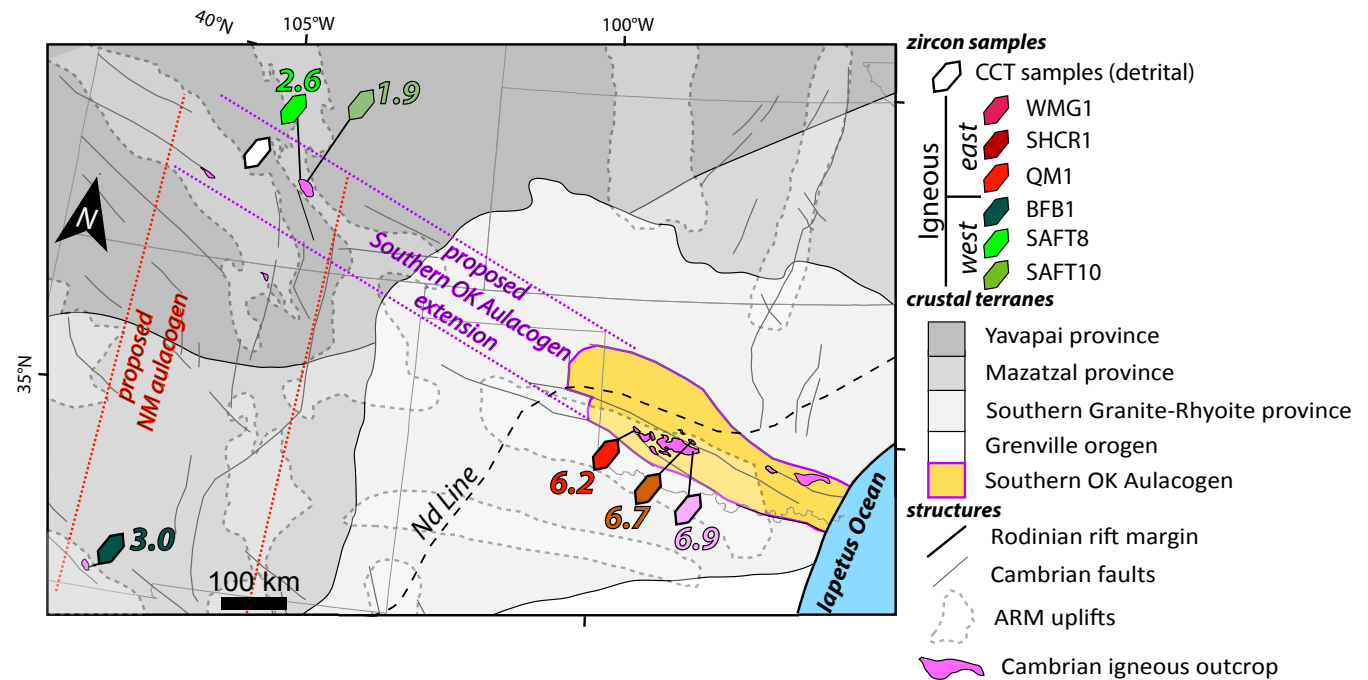 40°N
105°W
100°W
2.6
1.9
N
proposed
Southern OK Aulacogen
extension
proposed
NM aulacogen
35°N
Nd Line
6.2
6.7
6.9
3.0
100 km
Iapetus Ocean
zircon samples
CCT samples (detrital)
Igneous
east
WMG1
SHCR1
QM1
west
BFB1
SAFT8
SAFT10
crustal terranes
Yavapai province
Mazatzal province
Southern Granite-Rhyoite province
Grenville orogen
Southern OK Aulacogen
structures
Rodinian rift margin
Cambrian faults
ARM uplifts
Cambrian igneous outcrop